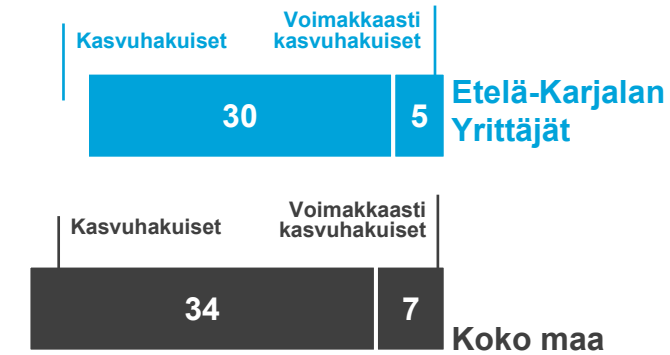 Kasvuhakuiset
Voimakkaasti
kasvuhakuiset
30
5
Etelä-Karjalan
Yrittäjät
Kasvuhakuiset
Voimakkaasti
kasvuhakuiset
34
7
Koko maa